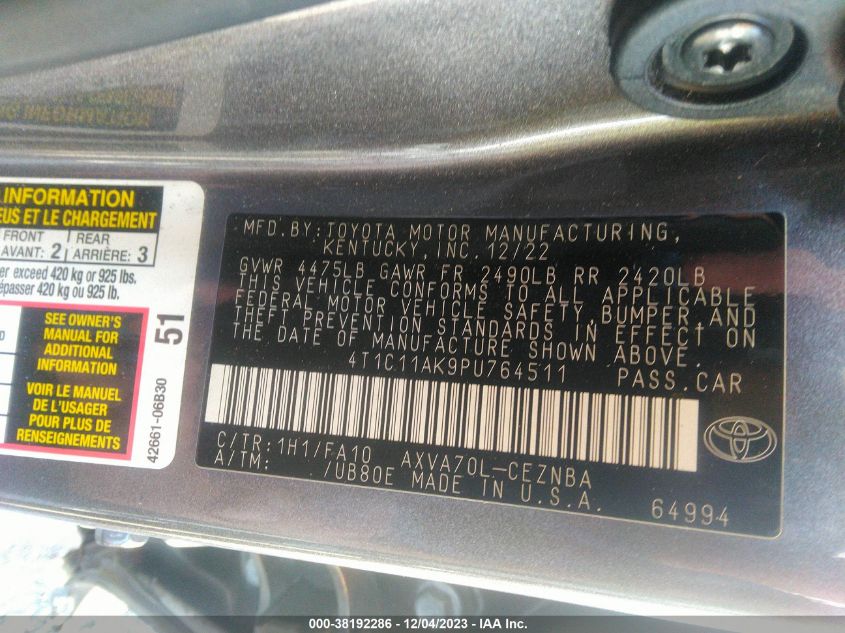 INFORMATION
EUS ET LE CHARGEMENT
FRONT
AVANT: 2
REAR
ARRIÈRE: 3
er exceed 420 kg or 925 lbs.
épasser 420 kg ou 925 lb.
SEE OWNER'S
MANUAL FOR
ADDITIONAL
INFORMATION
VOIR LE MANUEL
DE L'USAGER
POUR PLUS DE
RENSEIGNEMENTS
51
42661-06B30
MFD. BY: TOYOTA MOTOR MANUFACTURING,
KENTUCKY, INC. 12/22
GVWR 4475LB GAWR FR 2490LB RR 2420LB
THIS VEHICLE CONFORMS TO ALL APPLICABLE
FEDERAL MOTOR VEHICLE SAFETY, BUMPER AND
THEFT PREVENTION STANDARDS IN EFFECT ON
THE DATE OF MANUFACTURE SHOWN ABOVE.
4T1C11AK9PU764511 PASS.CAR
C/TR: 1H1/FA10 AXVA70L-CEZNBA
A/TM: /UB80E MADE IN U.S.A.
64994
000-38192286 - 12/04/2023 - IAA Inc.